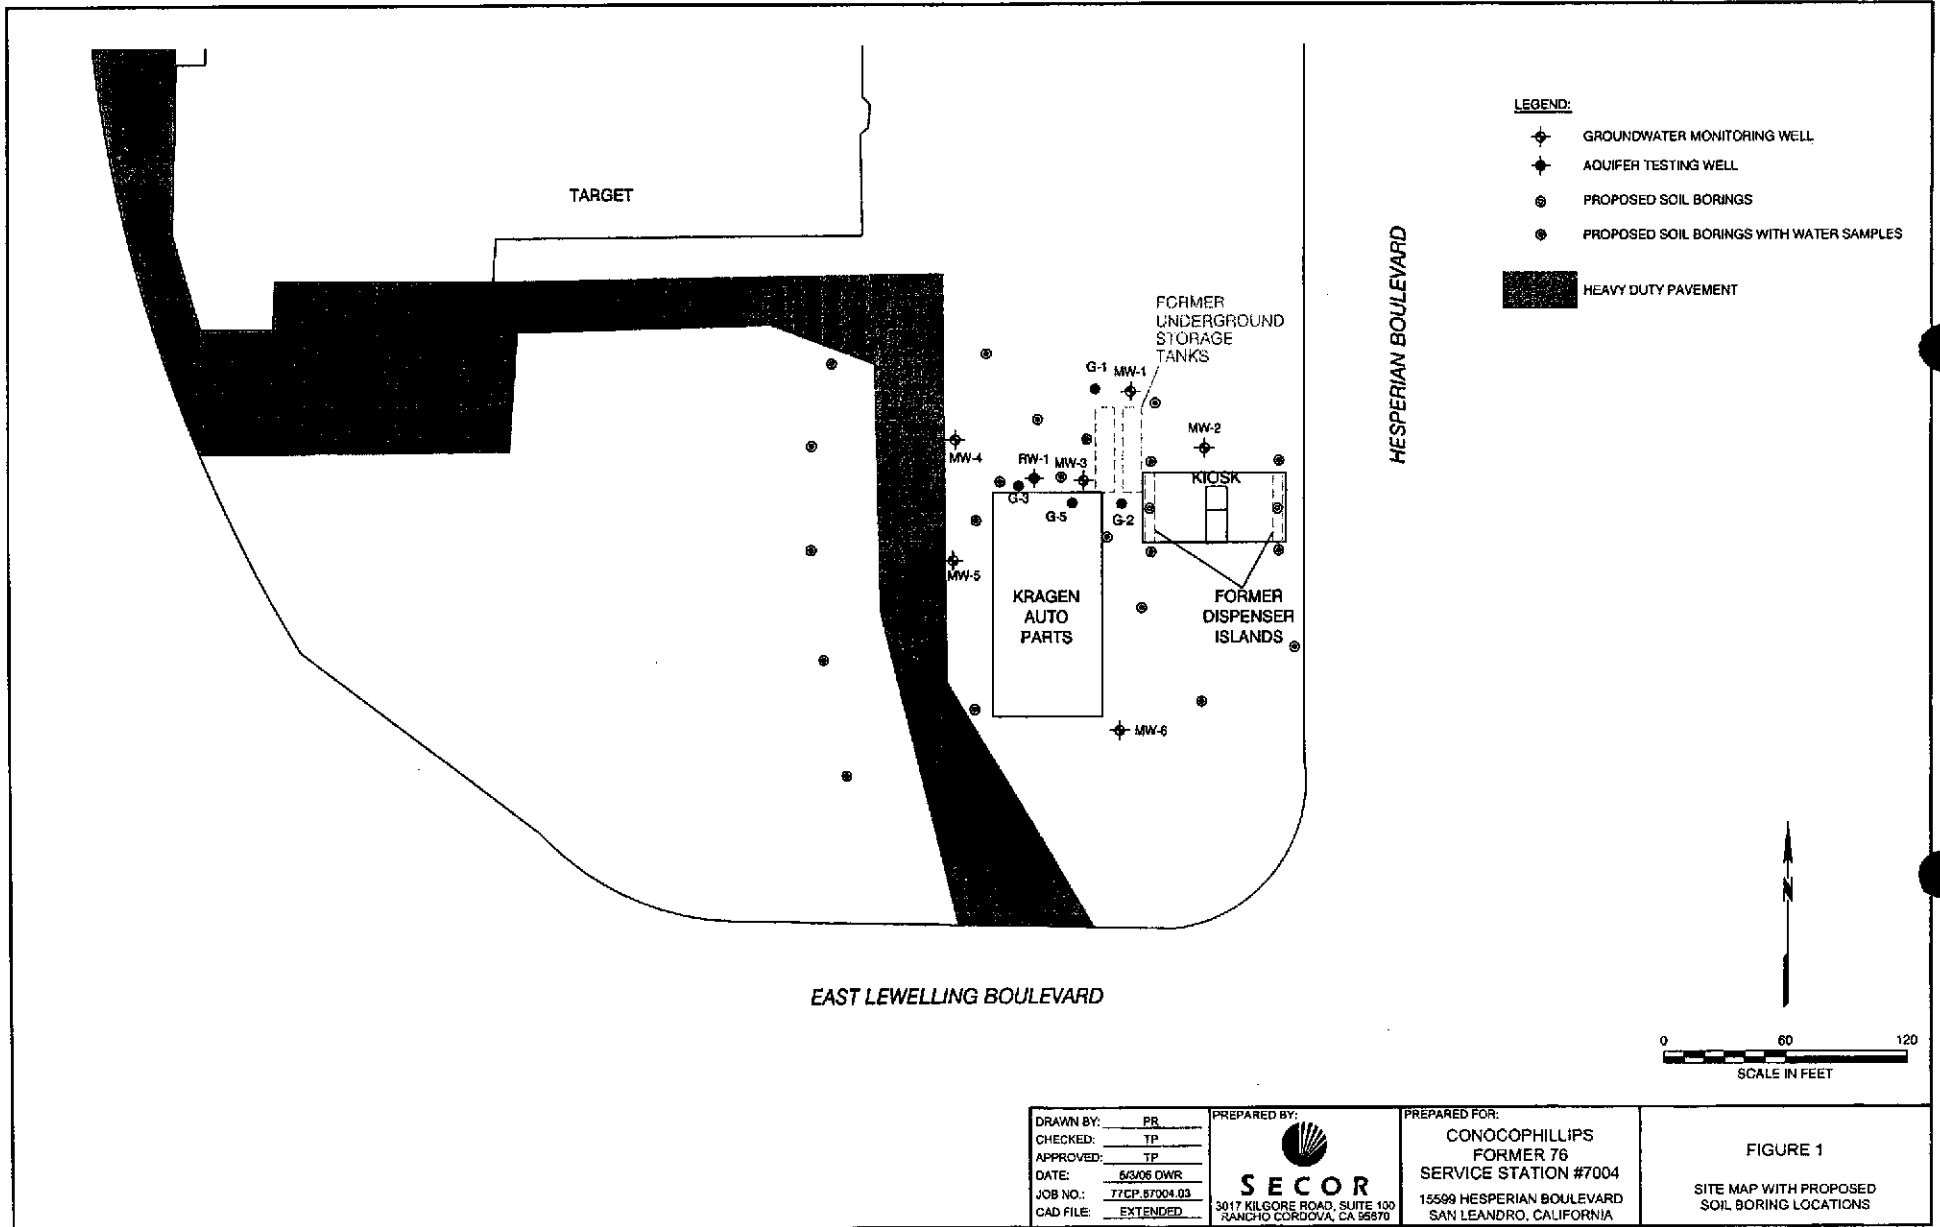 TARGET
LEGEND:
GROUNDWATER MONITORING WELL
AQUIFER TESTING WELL
PROPOSED SOIL BORINGS
PROPOSED SOIL BORINGS WITH WATER SAMPLES
HEAVY DUTY PAVEMENT
HESPERIAN BOULEVARD
FORMER
UNDERGROUND
STORAGE
TANKS
G-1
MW-1
MW-2
MW-4
RW-1
MW-3
KIOSK
G-3
G-5
G-2
MW-5
KRAGEN
AUTO
PARTS
FORMER
DISPENSER
ISLANDS
MW-6
N
EAST LEWELLING BOULEVARD
0 60 120
SCALE IN FEET
DRAWN BY: PR
CHECKED: TP
APPROVED: TP
DATE: DWR
JOB NO.: 77CP.67004.03
CAD FILE: EXTENDED
PREPARED BY:
SECOR
3017 KILGORE ROAD, SUITE 100
RANCHO CORDOVA, CA 95670
PREPARED FOR:
CONOCOPHILLIPS
FORMER 76
SERVICE STATION #7004
15599 HESPERIAN BOULEVARD
SAN LEANDRO, CALIFORNIA
FIGURE 1
SITE MAP WITH PROPOSED
SOIL BORING LOCATIONS